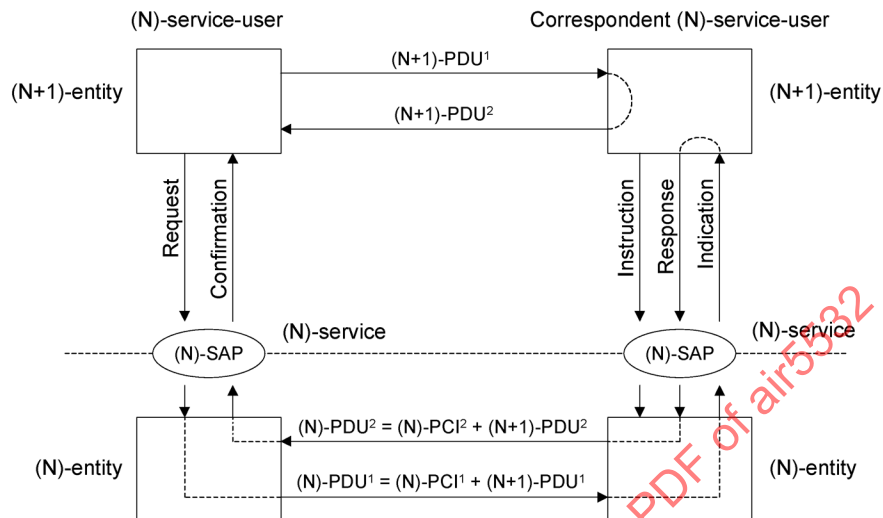 (N)-service-user
Correspondent (N)-service-user
(N+1)-entity
(N+1)-PDU¹
(N+1)-entity
(N+1)-PDU²
Request
Confirmation
Instruction
Response
Indication
(N)-service
(N)-service
(N)-SAP
(N)-SAP
(N)-PDU² = (N)-PCI² + (N+1)-PDU²
(N)-entity
(N)-entity
(N)-PDU¹ = (N)-PCI¹ + (N+1)-PDU¹
PDF of air5532